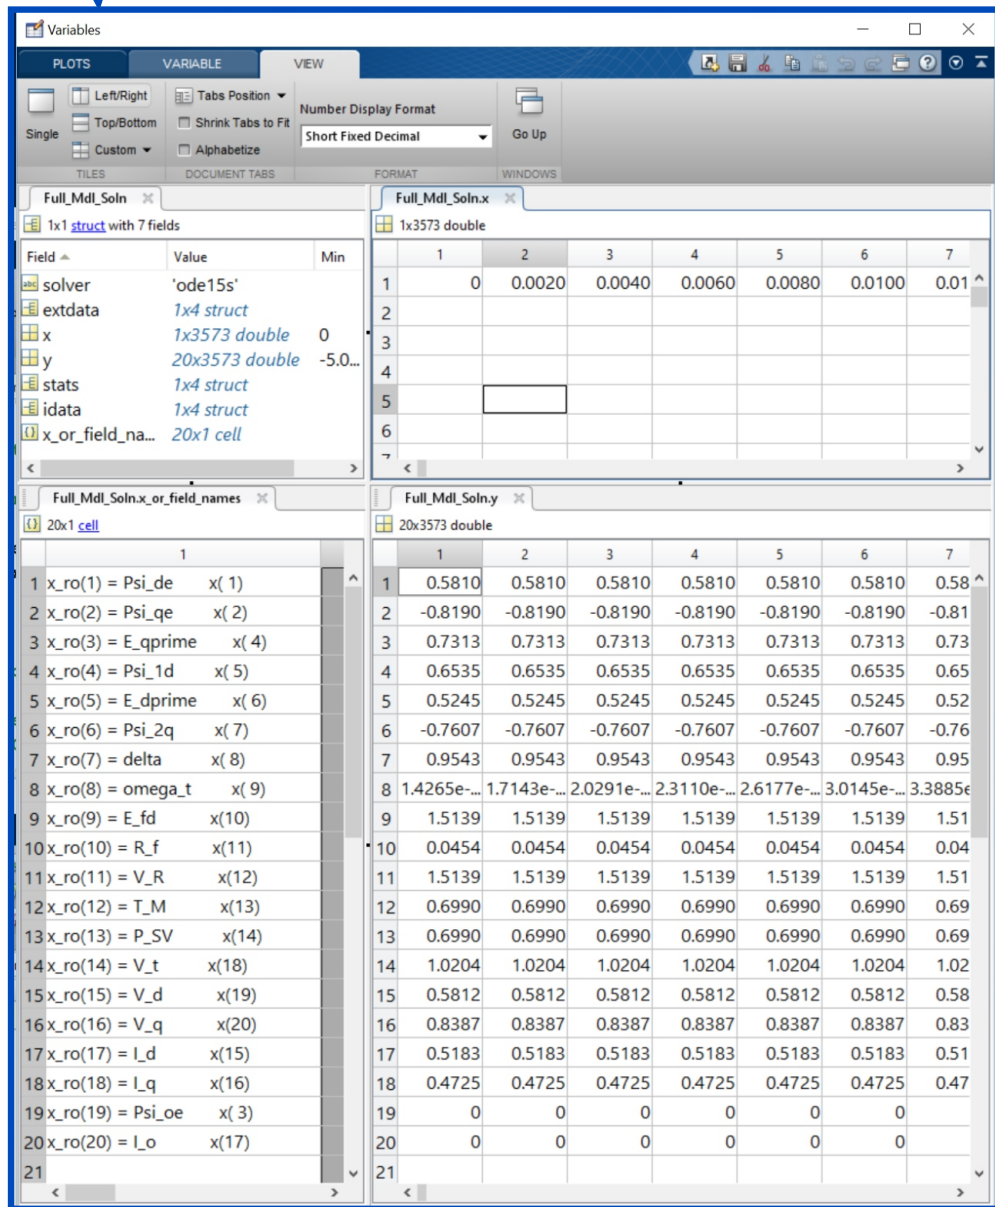 Variables
PLOTS VARIABLE VIEW
Left/Right Tabs Position
Top/Bottom Shrink Tabs to Fit
Single Custom Alphabetize
Number Display Format
Short Fixed Decimal
Go Up
TILES DOCUMENT TABS FORMAT WINDOWS
Full_Mdl_Soln
1x1 struct with 7 fields
Field Value Min
solver 'ode15s'
extdata 1x4 struct
x 1x3573 double 0
y 20x3573 double -5.0...
stats 1x4 struct
idata 1x4 struct
x_or_field_na... 20x1 cell
Full_Mdl_Soln.x
1x3573 double
1 2 3 4 5 6 7
1 0 0.0020 0.0040 0.0060 0.0080 0.0100 0.01
2
3
4
5
6
7
Full_Mdl_Soln.x_or_field_names
20x1 cell
1
1 x_ro(1) = Psi_de x( 1)
2 x_ro(2) = Psi_qe x( 2)
3 x_ro(3) = E_qprime x( 4)
4 x_ro(4) = Psi_1d x( 5)
5 x_ro(5) = E_dprime x( 6)
6 x_ro(6) = Psi_2q x( 7)
7 x_ro(7) = delta x( 8)
8 x_ro(8) = omega_t x( 9)
9 x_ro(9) = E_fd x(10)
10 x_ro(10) = R_f x(11)
11 x_ro(11) = V_R x(12)
12 x_ro(12) = T_M x(13)
13 x_ro(13) = P_SV x(14)
14 x_ro(14) = V_t x(18)
15 x_ro(15) = V_d x(19)
16 x_ro(16) = V_q x(20)
17 x_ro(17) = I_d x(15)
18 x_ro(18) = I_q x(16)
19 x_ro(19) = Psi_oe x( 3)
20 x_ro(20) = I_o x(17)
21
Full_Mdl_Soln.y
20x3573 double
1 2 3 4 5 6 7
1 0.5810 0.5810 0.5810 0.5810 0.5810 0.5810 0.58
2 -0.8190 -0.8190 -0.8190 -0.8190 -0.8190 -0.8190 -0.81
3 0.7313 0.7313 0.7313 0.7313 0.7313 0.7313 0.73
4 0.6535 0.6535 0.6535 0.6535 0.6535 0.6535 0.65
5 0.5245 0.5245 0.5245 0.5245 0.5245 0.5245 0.52
6 -0.7607 -0.7607 -0.7607 -0.7607 -0.7607 -0.7607 -0.76
7 0.9543 0.9543 0.9543 0.9543 0.9543 0.9543 0.95
8 1.4265e-... 1.7143e-... 2.0291e-... 2.3110e-... 2.6177e-... 3.0145e-... 3.3885e
9 1.5139 1.5139 1.5139 1.5139 1.5139 1.5139 1.51
10 0.0454 0.0454 0.0454 0.0454 0.0454 0.0454 0.04
11 1.5139 1.5139 1.5139 1.5139 1.5139 1.5139 1.51
12 0.6990 0.6990 0.6990 0.6990 0.6990 0.6990 0.69
13 0.6990 0.6990 0.6990 0.6990 0.6990 0.6990 0.69
14 1.0204 1.0204 1.0204 1.0204 1.0204 1.0204 1.02
15 0.5812 0.5812 0.5812 0.5812 0.5812 0.5812 0.58
16 0.8387 0.8387 0.8387 0.8387 0.8387 0.8387 0.83
17 0.5183 0.5183 0.5183 0.5183 0.5183 0.5183 0.51
18 0.4725 0.4725 0.4725 0.4725 0.4725 0.4725 0.47
19 0 0 0 0 0 0
20 0 0 0 0 0 0
21